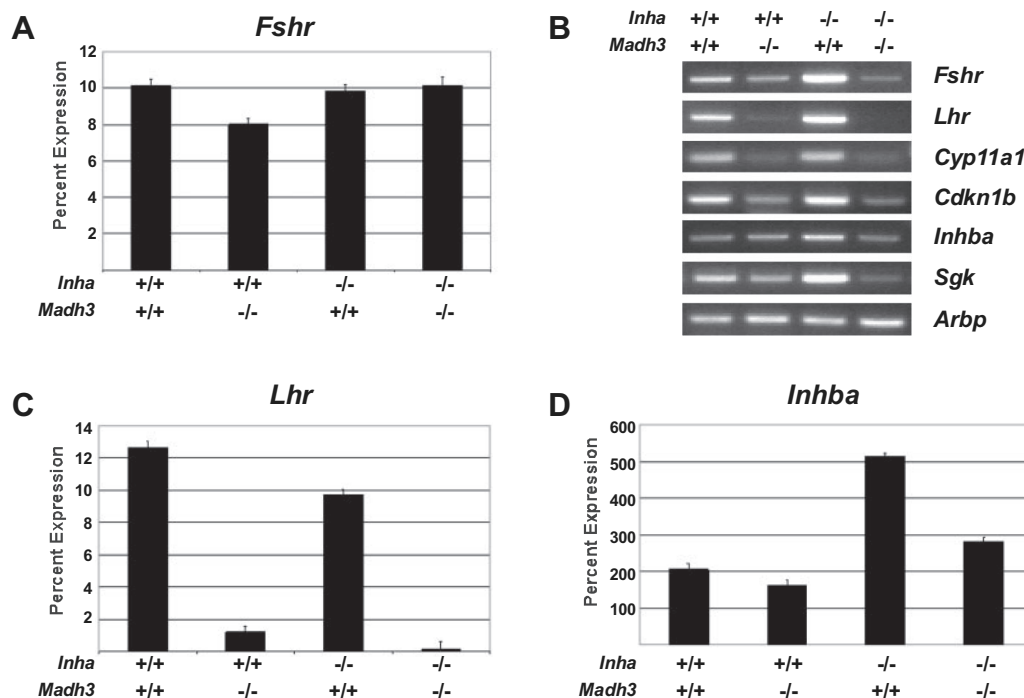 A
Fshr
Percent Expression
12
10
8
6
4
2
Inha +/+ +/+ -/- -/-
Madh3 +/+ -/- +/+ -/-
B
Inha +/+ +/+ -/- -/-
Madh3 +/+ -/- +/+ -/-
Fshr
Lhr
Cyp11a1
Cdkn1b
Inhba
Sgk
Arbp
C
Lhr
Percent Expression
14
12
10
8
6
4
2
Inha +/+ +/+ -/- -/-
Madh3 +/+ -/- +/+ -/-
D
Inhba
Percent Expression
600
500
400
300
200
100
Inha +/+ +/+ -/- -/-
Madh3 +/+ -/- +/+ -/-